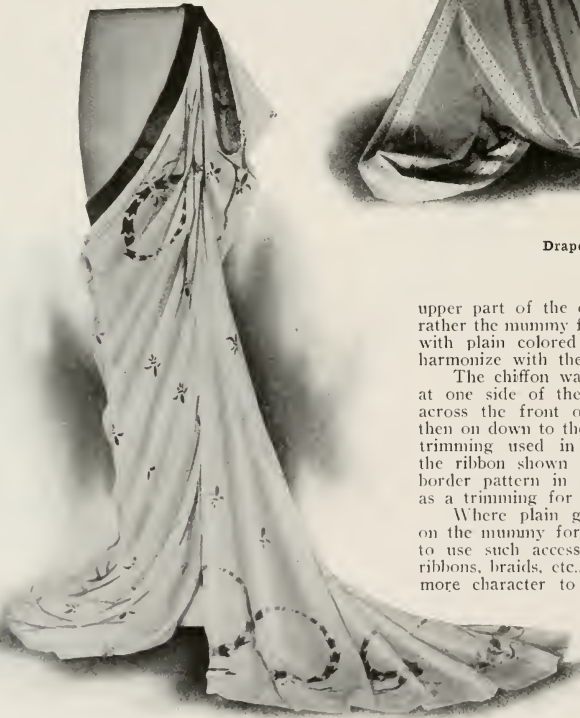 Drape
upper part of the
rather the mummy
with plain colored
harmonize with the
The chiffon wa
at one side of the
across the front o
then on down to the
trimming used in
the ribbon shown
border pattern in
as a trimming for
Where plain g
on the mummy for
to use such access
ribbons, braids, etc.
more character to